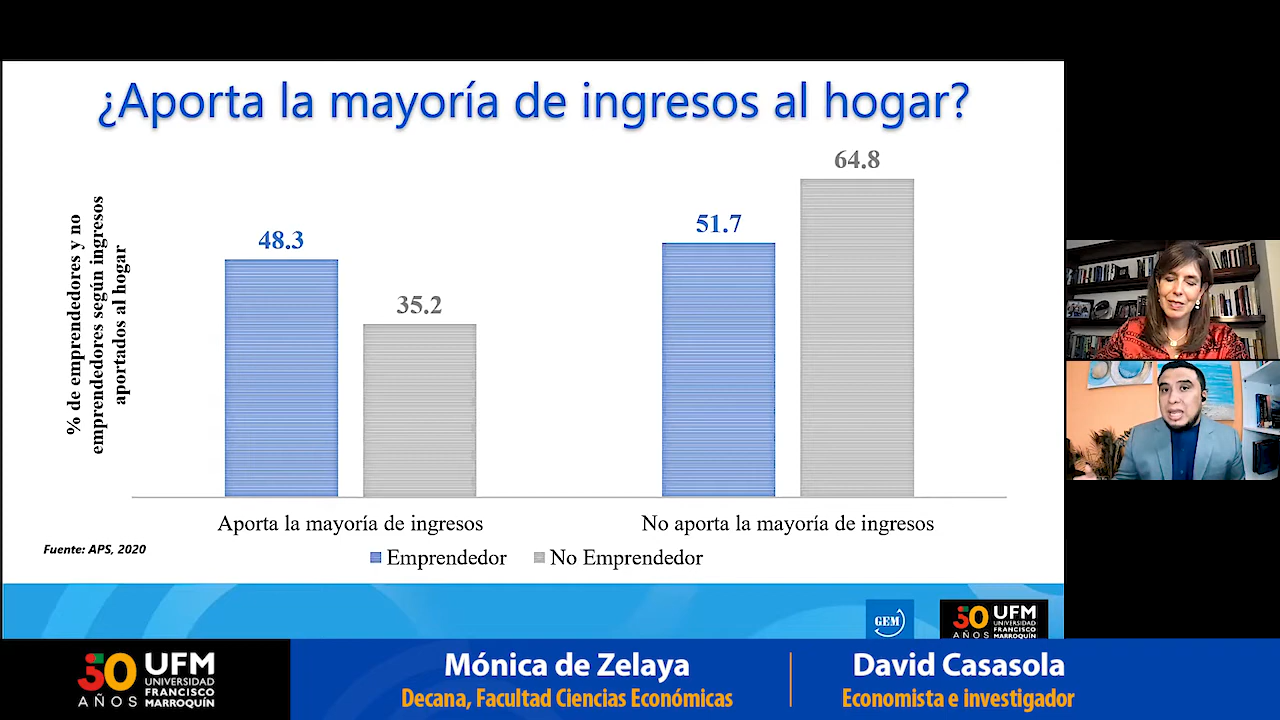 ¿Aporta la mayoría de ingresos al hogar?
% de emprendedores y no
emprendedores según ingresos
aportados al hogar
48.3
35.2
51.7
64.8
Aporta la mayoría de ingresos
No aporta la mayoría de ingresos
Emprendedor
No Emprendedor
Fuente: APS, 2020
GEM
50
AÑOS
UFM
UNIVERSIDAD
FRANCISCO
MARROQUÍN
50
AÑOS
UFM
UNIVERSIDAD
FRANCISCO
MARROQUÍN
Mónica de Zelaya
Decana, Facultad Ciencias Económicas
David Casasola
Economista e investigador